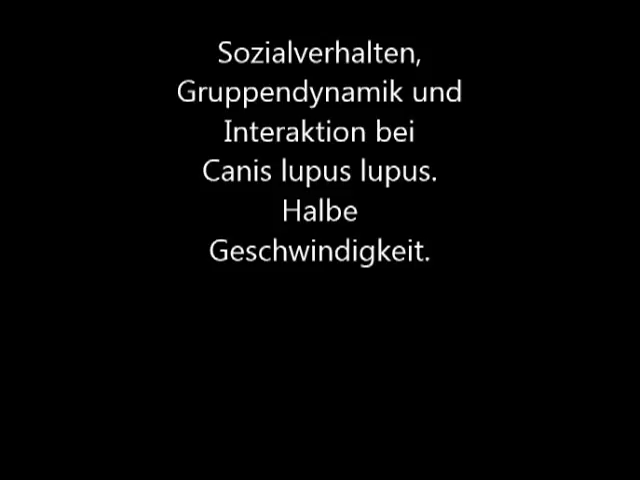 Sozialverhalten,
Gruppendynamik und
Interaktion bei
Canis lupus lupus.
Halbe
Geschwindigkeit.